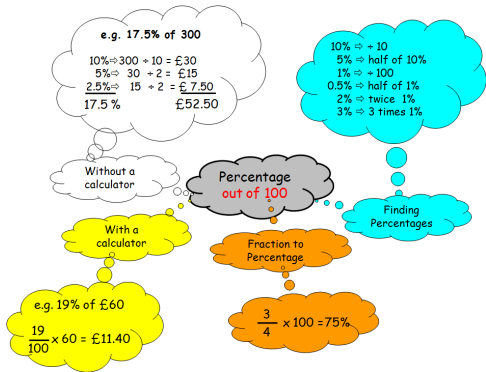 e.g. 17.5% of 300
10%⇨300 ÷ 10 = £30
5%⇨ 30 ÷ 2 = £15
2.5%⇨ 15 ÷ 2 = £ 7.50
17.5 % £52.50
10% ⇨ ÷ 10
5% ⇨ half of 10%
1% ⇨ ÷ 100
0.5% ⇨ half of 1%
2% ⇨ twice 1%
3% ⇨ 3 times 1%
Without a
calculator
Percentage
out of 100
Finding
Percentages
With a
calculator
Fraction to
Percentage
e.g. 19% of £60
19/100 x 60 = £11.40
3/4 x 100 =75%